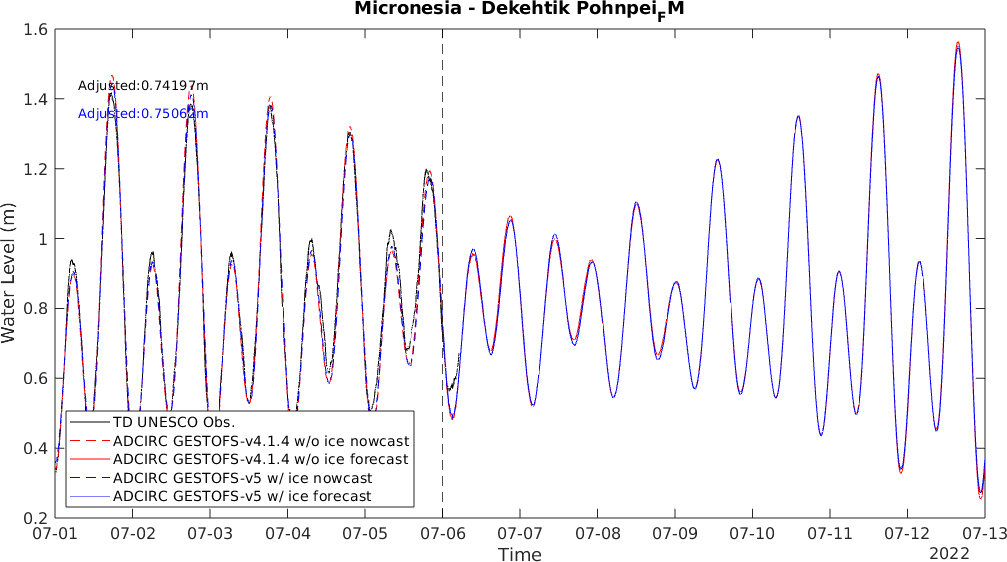 Micronesia - Dekehtik Pohnpei_FM
Water Level (m)
1.6
1.4
1.2
1
0.8
0.6
0.4
0.2
Adjusted:0.74197m
Adjusted:0.75062m
TD UNESCO Obs.
ADCIRC GESTOFS-v4.1.4 w/o ice nowcast
ADCIRC GESTOFS-v4.1.4 w/o ice forecast
ADCIRC GESTOFS-v5 w/ ice nowcast
ADCIRC GESTOFS-v5 w/ ice forecast
07-01 07-02 07-03 07-04 07-05 07-06 07-07 07-08 07-09 07-10 07-11 07-12 07-13
Time
2022